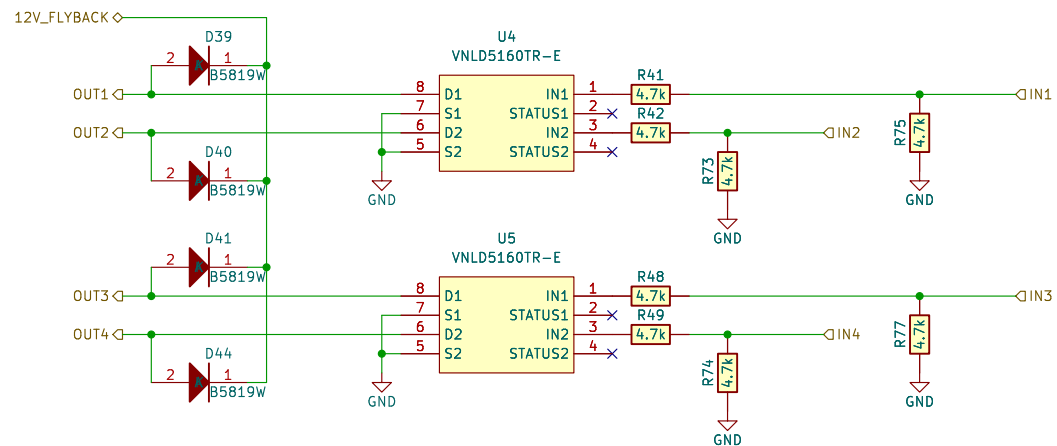 12V_FLYBACK
D39
2 1
B5819W
OUT1
OUT2
D40
2 1
B5819W
U4
VNLD5160TR-E
8 D1 IN1 1
7 S1 STATUS1 2
6 D2 IN2 3
5 S2 STATUS2 4
GND
R41
4.7k
R42
4.7k
IN1
IN2
R73
4.7k
GND
R75
4.7k
GND
D41
2 1
B5819W
OUT3
OUT4
D44
2 1
B5819W
U5
VNLD5160TR-E
8 D1 IN1 1
7 S1 STATUS1 2
6 D2 IN2 3
5 S2 STATUS2 4
GND
R48
4.7k
R49
4.7k
IN3
IN4
R74
4.7k
GND
R77
4.7k
GND